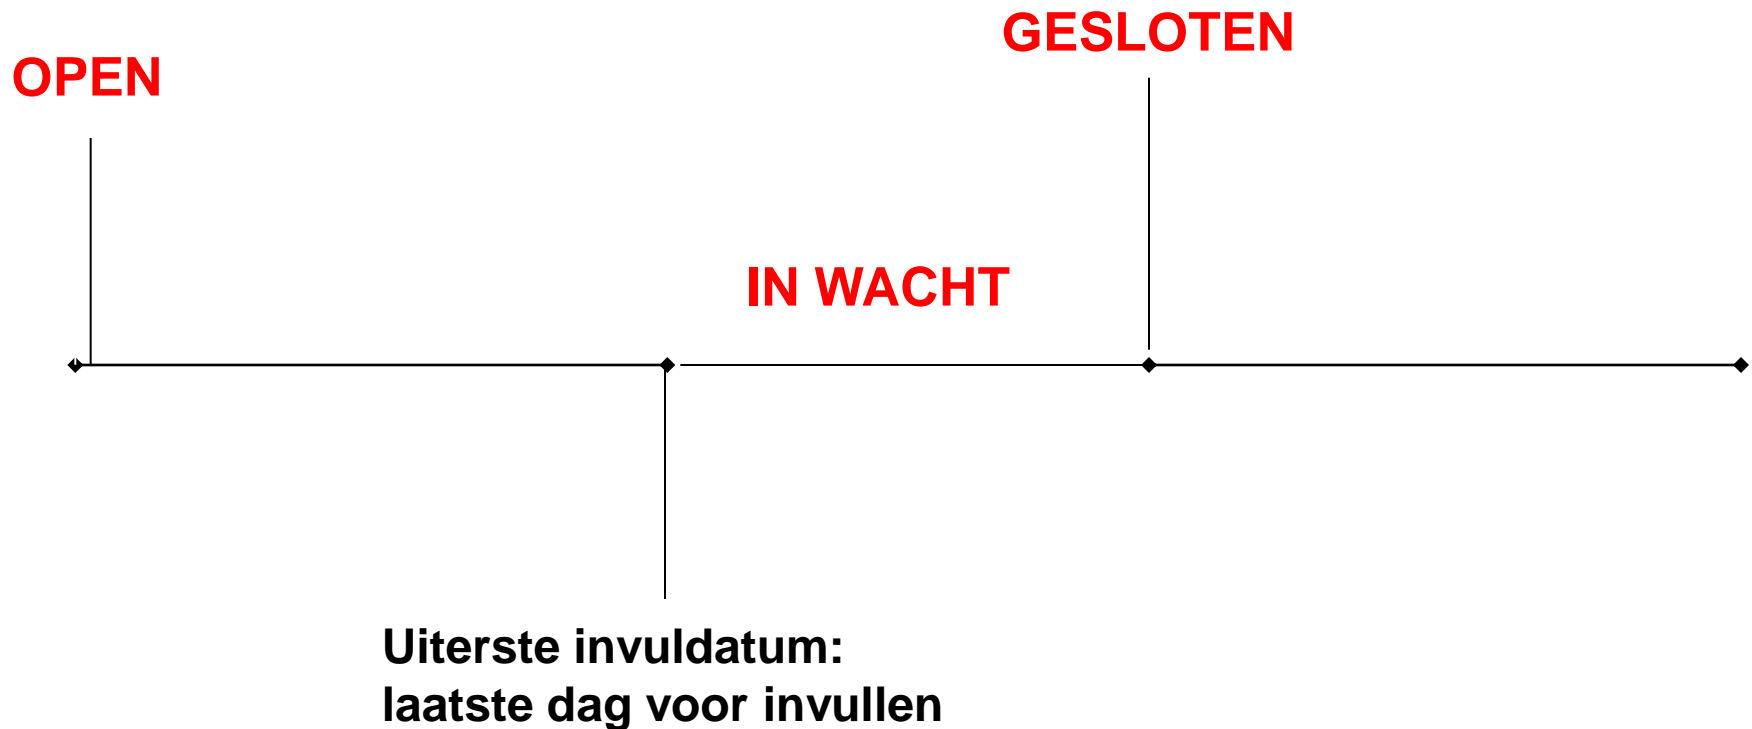 GESLOTEN
OPEN
IN WACHT
Uiterste invuldatum:
laatste dag voor invullen